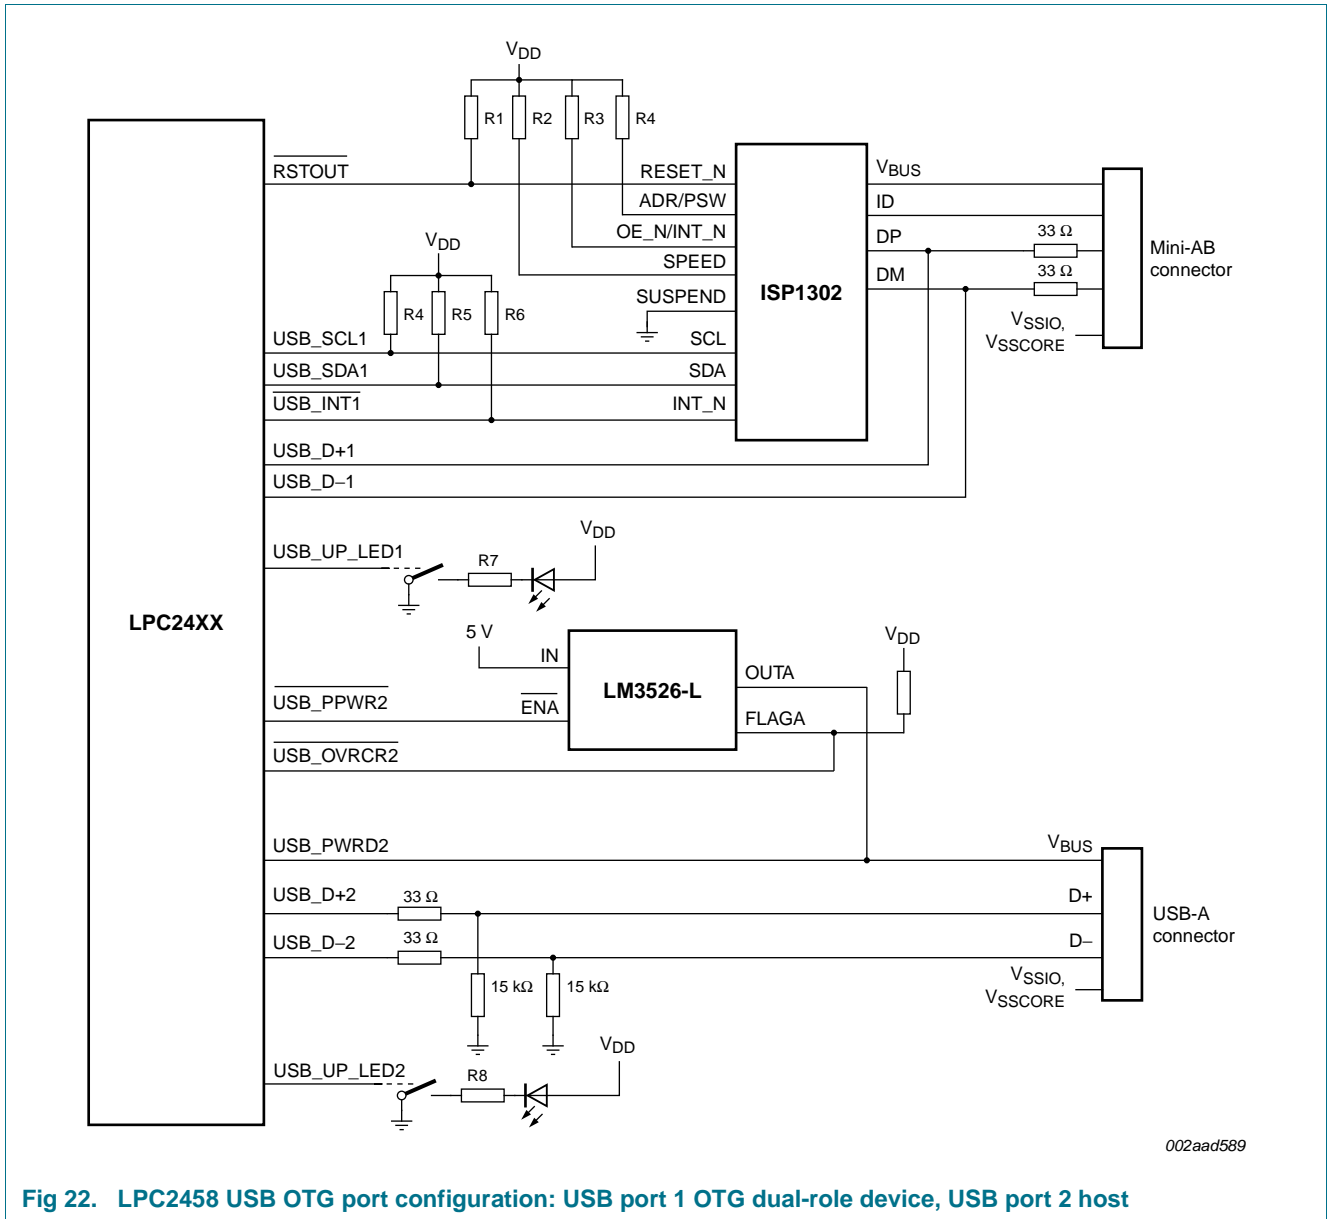 VDD
R1 R2 R3 R4
RSTOUT
RESET_N
ADR/PSW
OE_N/INT_N
SPEED
SUSPEND
SCL
SDA
INT_N
ISP1302
VBUS
ID
DP
DM
33 Ω
33 Ω
VSSIO,
VSSCORE
Mini-AB
connector
VDD
R4 R5 R6
USB_SCL1
USB_SDA1
USB_INT1
USB_D+1
USB_D−1
USB_UP_LED1
R7
VDD
LPC24XX
5 V
IN
ENA
LM3526-L
OUTA
FLAGA
VDD
USB_PPWR2
USB_OVRCR2
USB_PWRD2
USB_D+2
33 Ω
USB_D−2
33 Ω
15 kΩ
15 kΩ
VBUS
D+
D−
VSSIO,
VSSCORE
USB-A
connector
USB_UP_LED2
R8
VDD
002aad589
Fig 22. LPC2458 USB OTG port configuration: USB port 1 OTG dual-role device, USB port 2 host